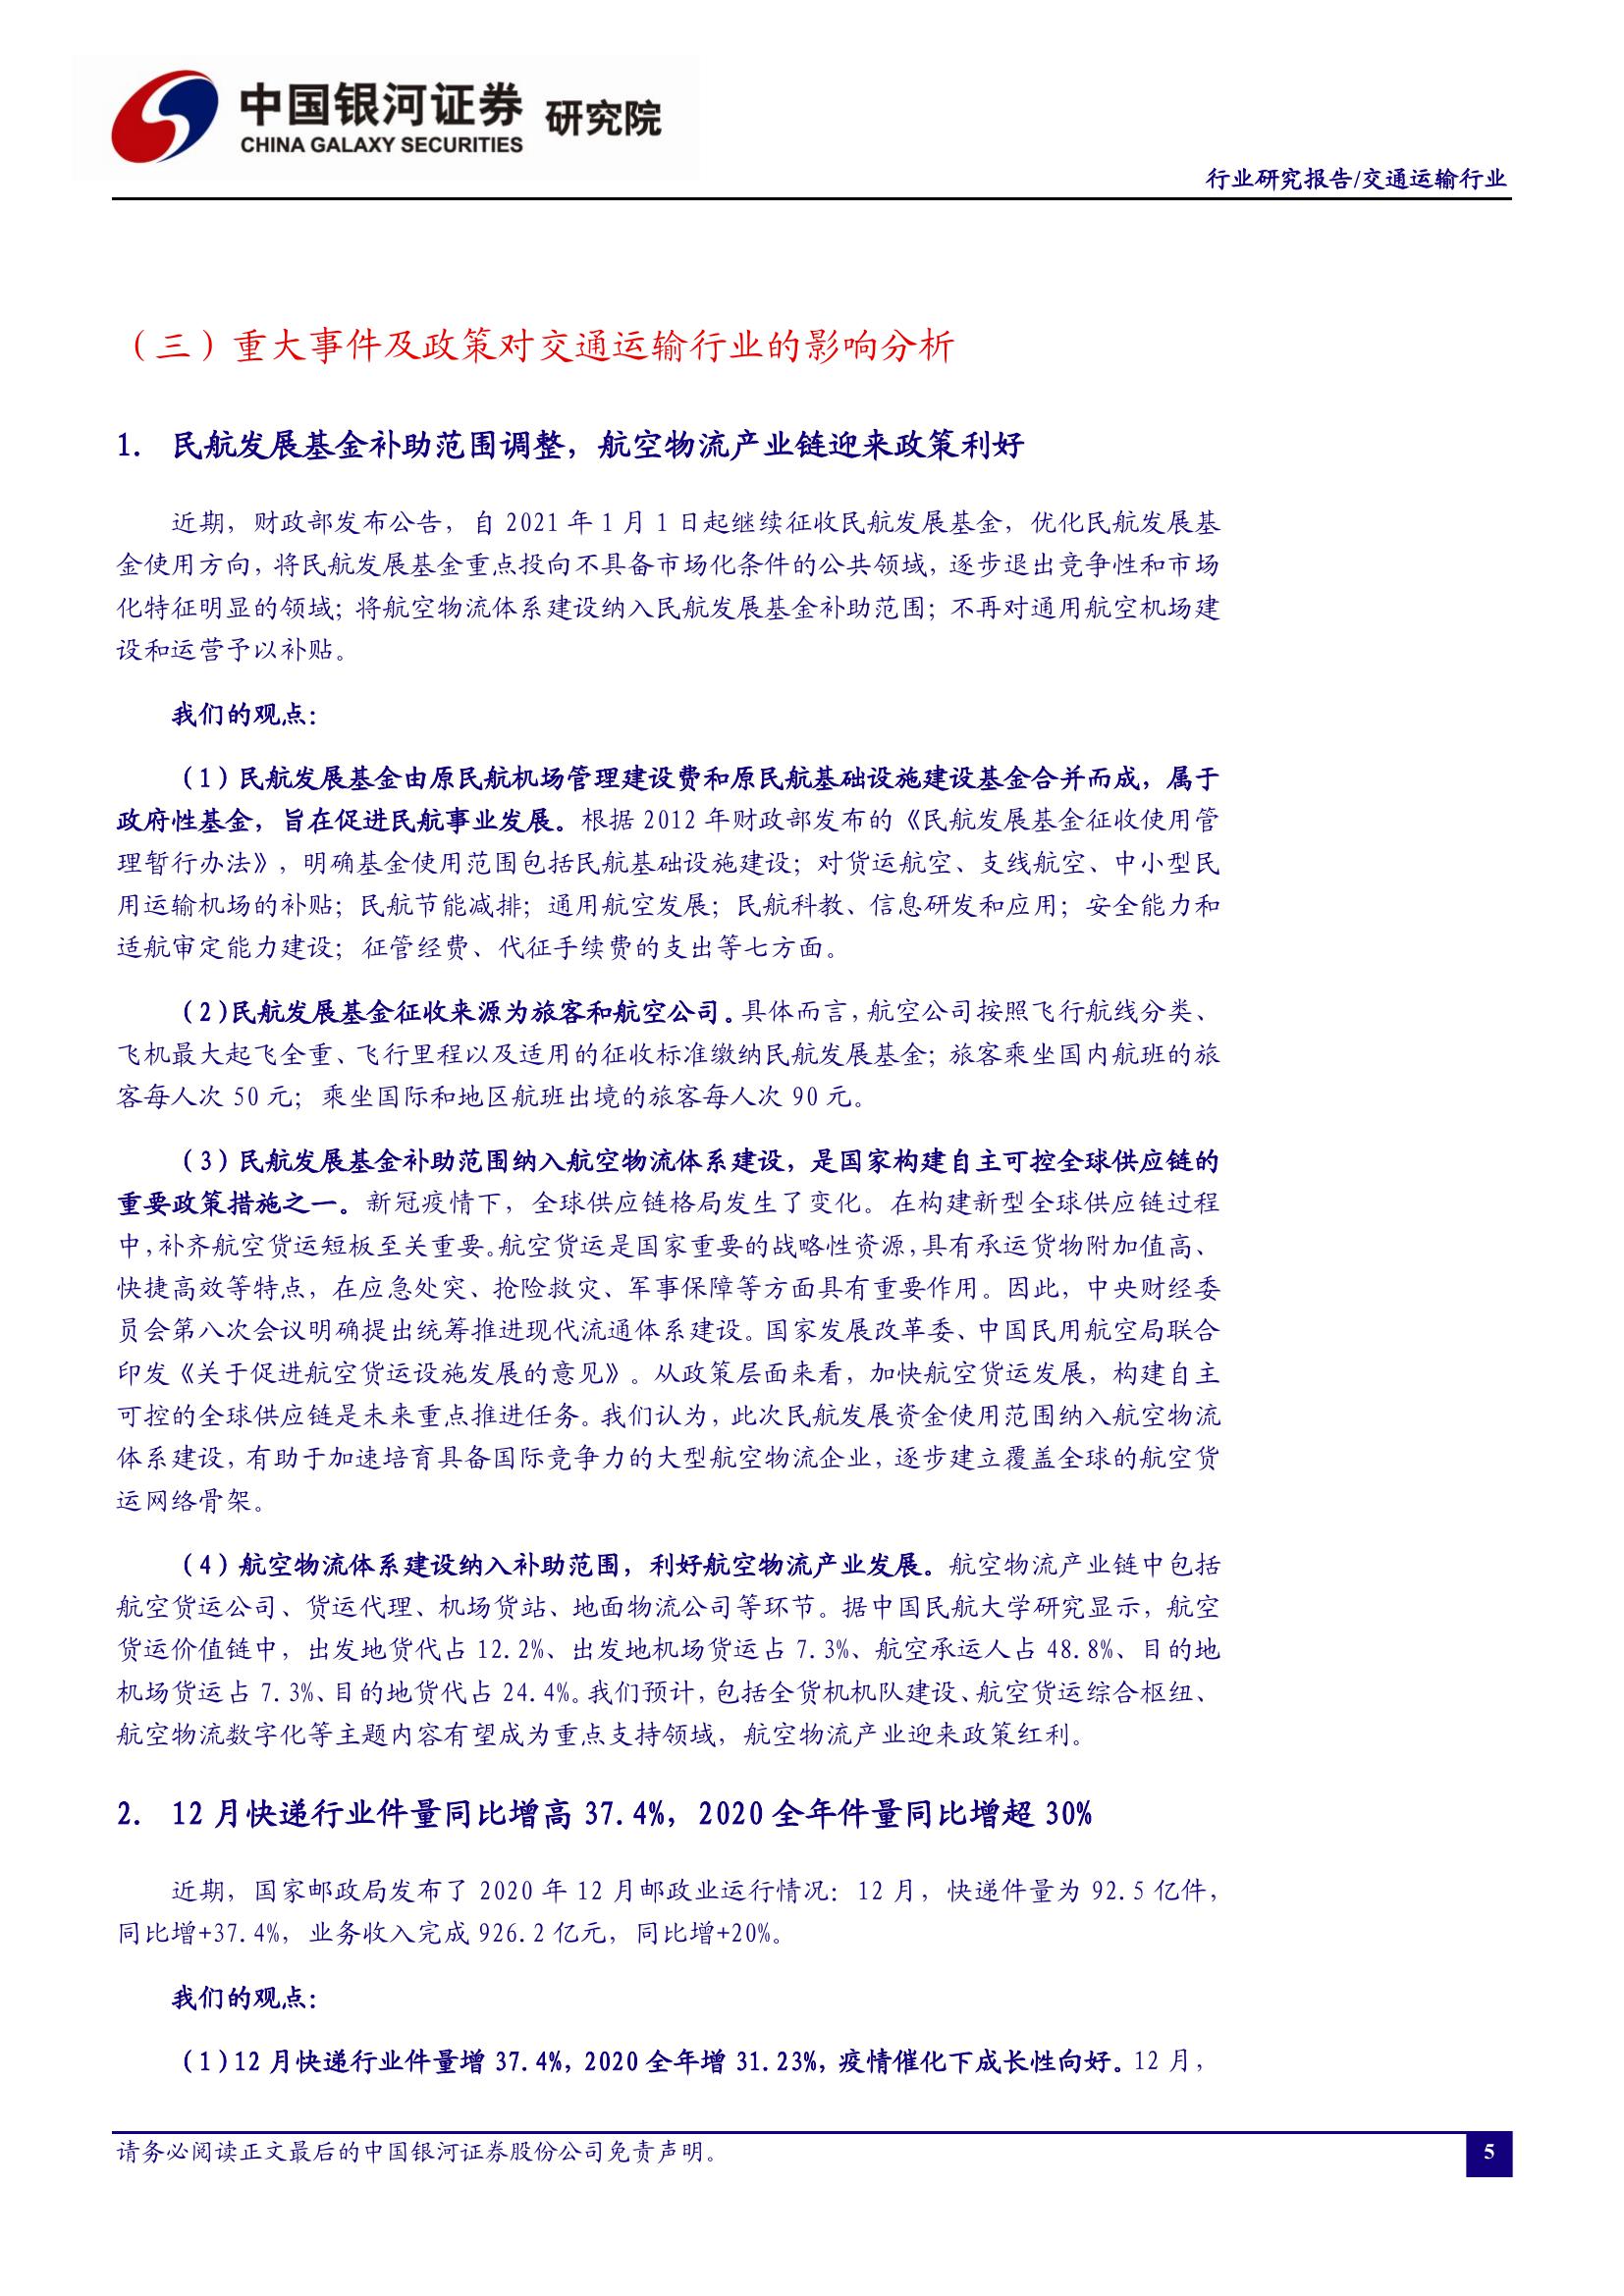 中国银河证券 研究院
CHINA GALAXY SECURITIES
行业研究报告/交通运输行业
（三）重大事件及政策对交通运输行业的影响分析
1. 民航发展基金补助范围调整，航空物流产业链迎来政策利好
近期，财政部发布公告，自 2021 年 1 月 1 日起继续征收民航发展基金，优化民航发展基
金使用方向，将民航发展基金重点投向不具备市场化条件的公共领域，逐步退出竞争性和市场
化特征明显的领域；将航空物流体系建设纳入民航发展基金补助范围；不再对通用航空机场建
设和运营予以补贴。
我们的观点：
（1）民航发展基金由原民航机场管理建设费和原民航基础设施建设基金合并而成，属于
政府性基金，旨在促进民航事业发展。根据 2012 年财政部发布的《民航发展基金征收使用管
理暂行办法》，明确基金使用范围包括民航基础设施建设；对货运航空、支线航空、中小型民
用运输机场的补贴；民航节能减排；通用航空发展；民航科教、信息研发和应用；安全能力和
适航审定能力建设；征管经费、代征手续费的支出等七方面。
（2）民航发展基金征收来源为旅客和航空公司。具体而言，航空公司按照飞行航线分类、
飞机最大起飞全重、飞行里程以及适用的征收标准缴纳民航发展基金；旅客乘坐国内航班的旅
客每人次 50 元；乘坐国际和地区航班出境的旅客每人次 90 元。
（3）民航发展基金补助范围纳入航空物流体系建设，是国家构建自主可控全球供应链的
重要政策措施之一。新冠疫情下，全球供应链格局发生了变化。在构建新型全球供应链过程
中，补齐航空货运短板至关重要。航空货运是国家重要的战略性资源，具有承运货物附加值高、
快捷高效等特点，在应急处突、抢险救灾、军事保障等方面具有重要作用。因此，中央财经委
员会第八次会议明确提出统筹推进现代流通体系建设。国家发展改革委、中国民用航空局联合
印发《关于促进航空货运设施发展的意见》。从政策层面来看，加快航空货运发展，构建自主
可控的全球供应链是未来重点推进任务。我们认为，此次民航发展资金使用范围纳入航空物流
体系建设，有助于加速培育具备国际竞争力的大型航空物流企业，逐步建立覆盖全球的航空货
运网络骨架。
（4）航空物流体系建设纳入补助范围，利好航空物流产业发展。航空物流产业链中包括
航空货运公司、货运代理、机场货站、地面物流公司等环节。据中国民航大学研究显示，航空
货运价值链中，出发地货代占 12.2%、出发地机场货运占 7.3%、航空承运人占 48.8%、目的地
机场货运占 7.3%、目的地货代占 24.4%。我们预计，包括全货机机队建设、航空货运综合枢纽、
航空物流数字化等主题内容有望成为重点支持领域，航空物流产业迎来政策红利。
2. 12 月快递行业件量同比增高 37.4%，2020 全年件量同比增超 30%
近期，国家邮政局发布了 2020 年 12 月邮政业运行情况：12 月，快递件量为 92.5 亿件，
同比增+37.4%，业务收入完成 926.2 亿元，同比增+20%。
我们的观点：
（1）12 月快递行业件量增 37.4%，2020 全年增 31.23%，疫情催化下成长性向好。12 月，
请务必阅读正文最后的中国银河证券股份公司免责声明。
5